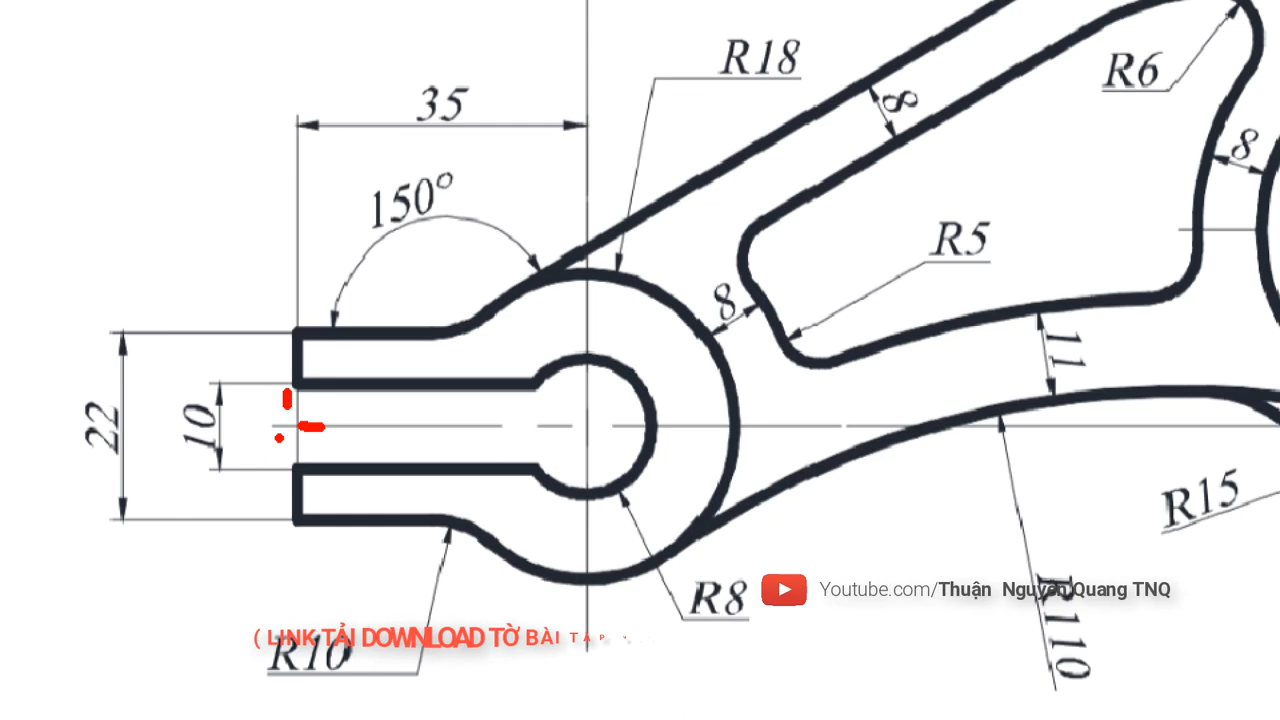 R18
R6
35
8
8
150°
R5
8
11
22
10
R15
R8
Youtube.com/Thuận Nguyễn Quang TNQ
( LINK TẢI DOWNLOAD TỜ BÀI TẬP
R10
R110